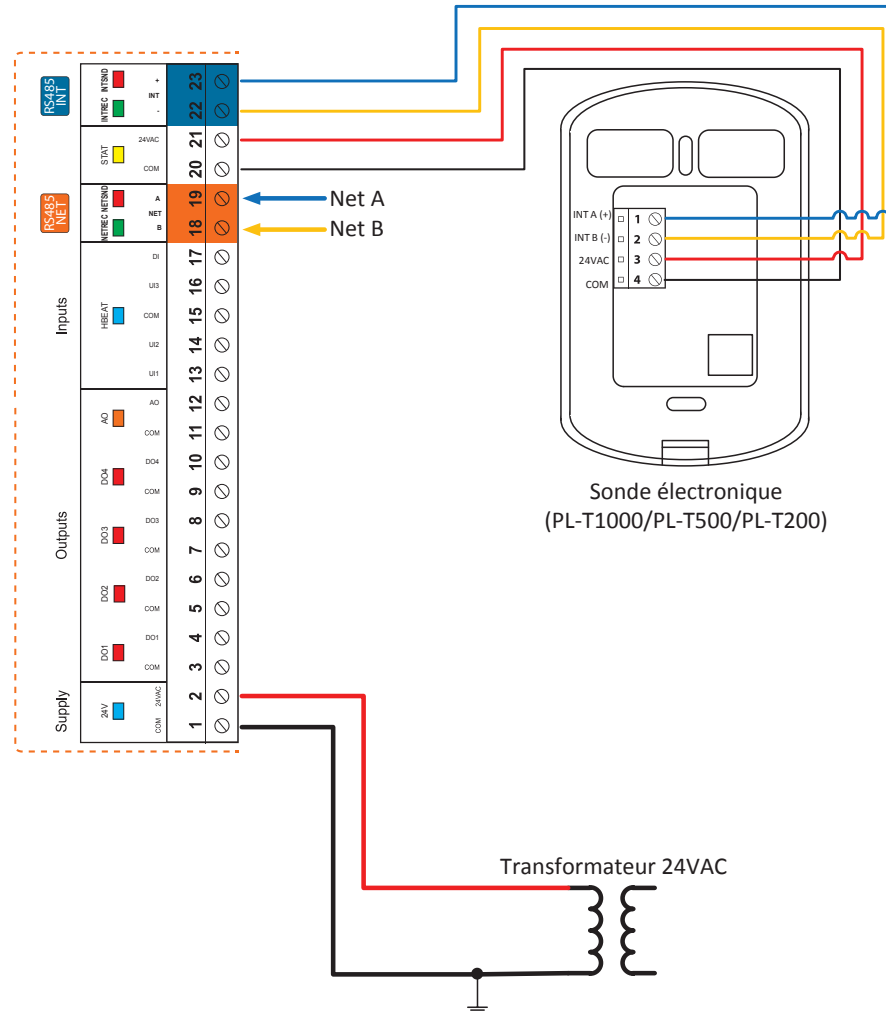 RS485
INT
INTREC INTSND
+
INT
-
23
22
STAT
24VAC
COM
21
20
RS485
NET
NETREC NETSND
A
NET
B
19
18
Net A
Net B
Inputs
HBEAT
DI
UI3
COM
UI2
UI1
17
16
15
14
13
Outputs
AO
AO
COM
12
11
DO4
DO4
COM
10
9
DO3
DO3
COM
8
7
DO2
DO2
COM
6
5
DO1
DO1
COM
4
3
Supply
24V
24VAC
COM
2
1
INT A (+)
1
INT B (-)
2
24VAC
3
COM
4
Sonde électronique
(PL-T1000/PL-T500/PL-T200)
Transformateur 24VAC